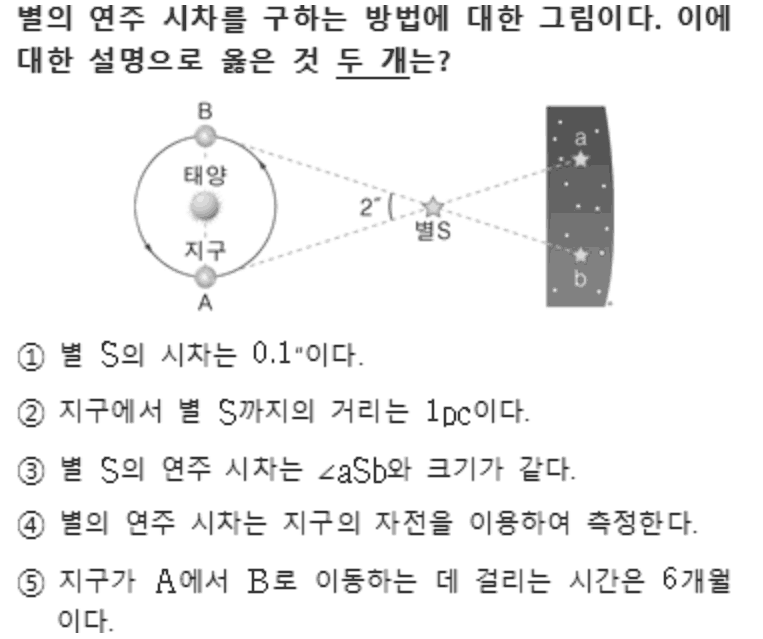 별의 연주 시차를 구하는 방법에 대한 그림이다. 이에
대한 설명으로 옳은 것 두 개는?
B
태양
지구
A
2″
별S
a
b
① 별 S의 시차는 0.1″이다.
② 지구에서 별 S까지의 거리는 1pc이다.
③ 별 S의 연주 시차는 ∠aSb와 크기가 같다.
④ 별의 연주 시차는 지구의 자전을 이용하여 측정한다.
⑤ 지구가 A에서 B로 이동하는 데 걸리는 시간은 6개월
이다.